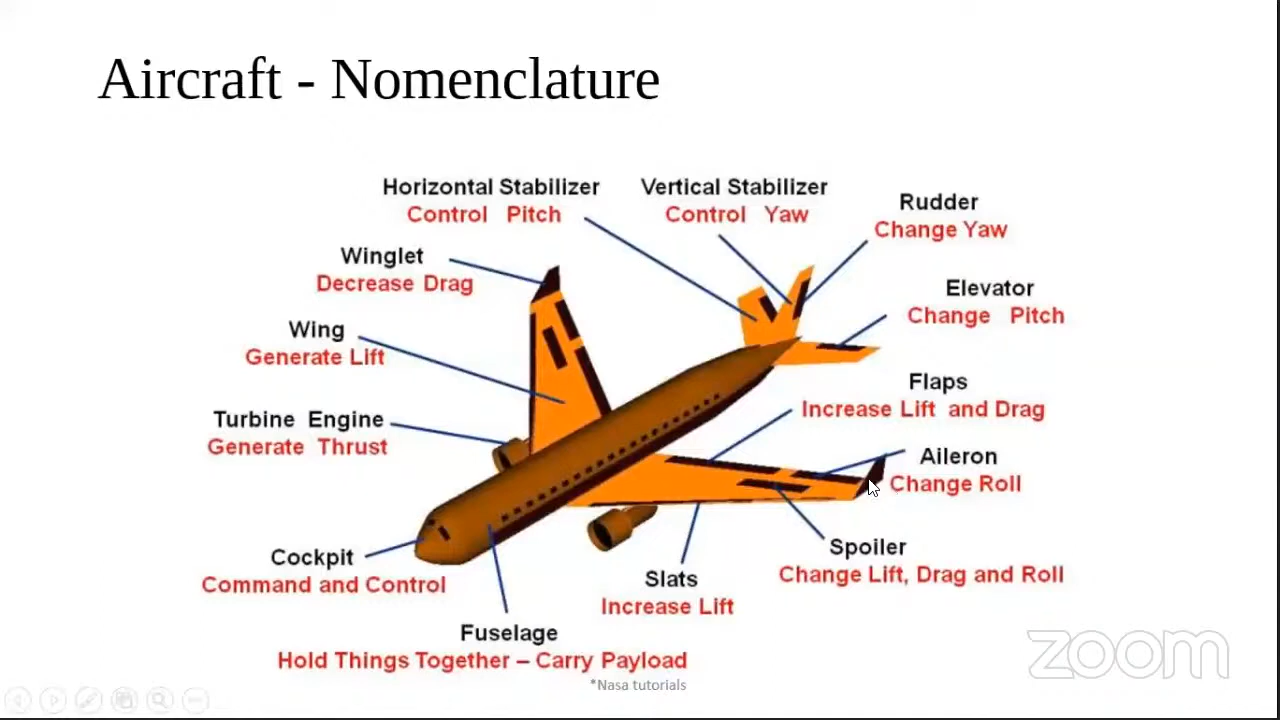 Aircraft - Nomenclature
Horizontal Stabilizer
Control Pitch
Vertical Stabilizer
Control Yaw
Rudder
Change Yaw
Winglet
Decrease Drag
Elevator
Change Pitch
Wing
Generate Lift
Flaps
Increase Lift and Drag
Turbine Engine
Generate Thrust
Aileron
Change Roll
Cockpit
Command and Control
Spoiler
Change Lift, Drag and Roll
Slats
Increase Lift
Fuselage
Hold Things Together – Carry Payload
*Nasa tutorials
zoom